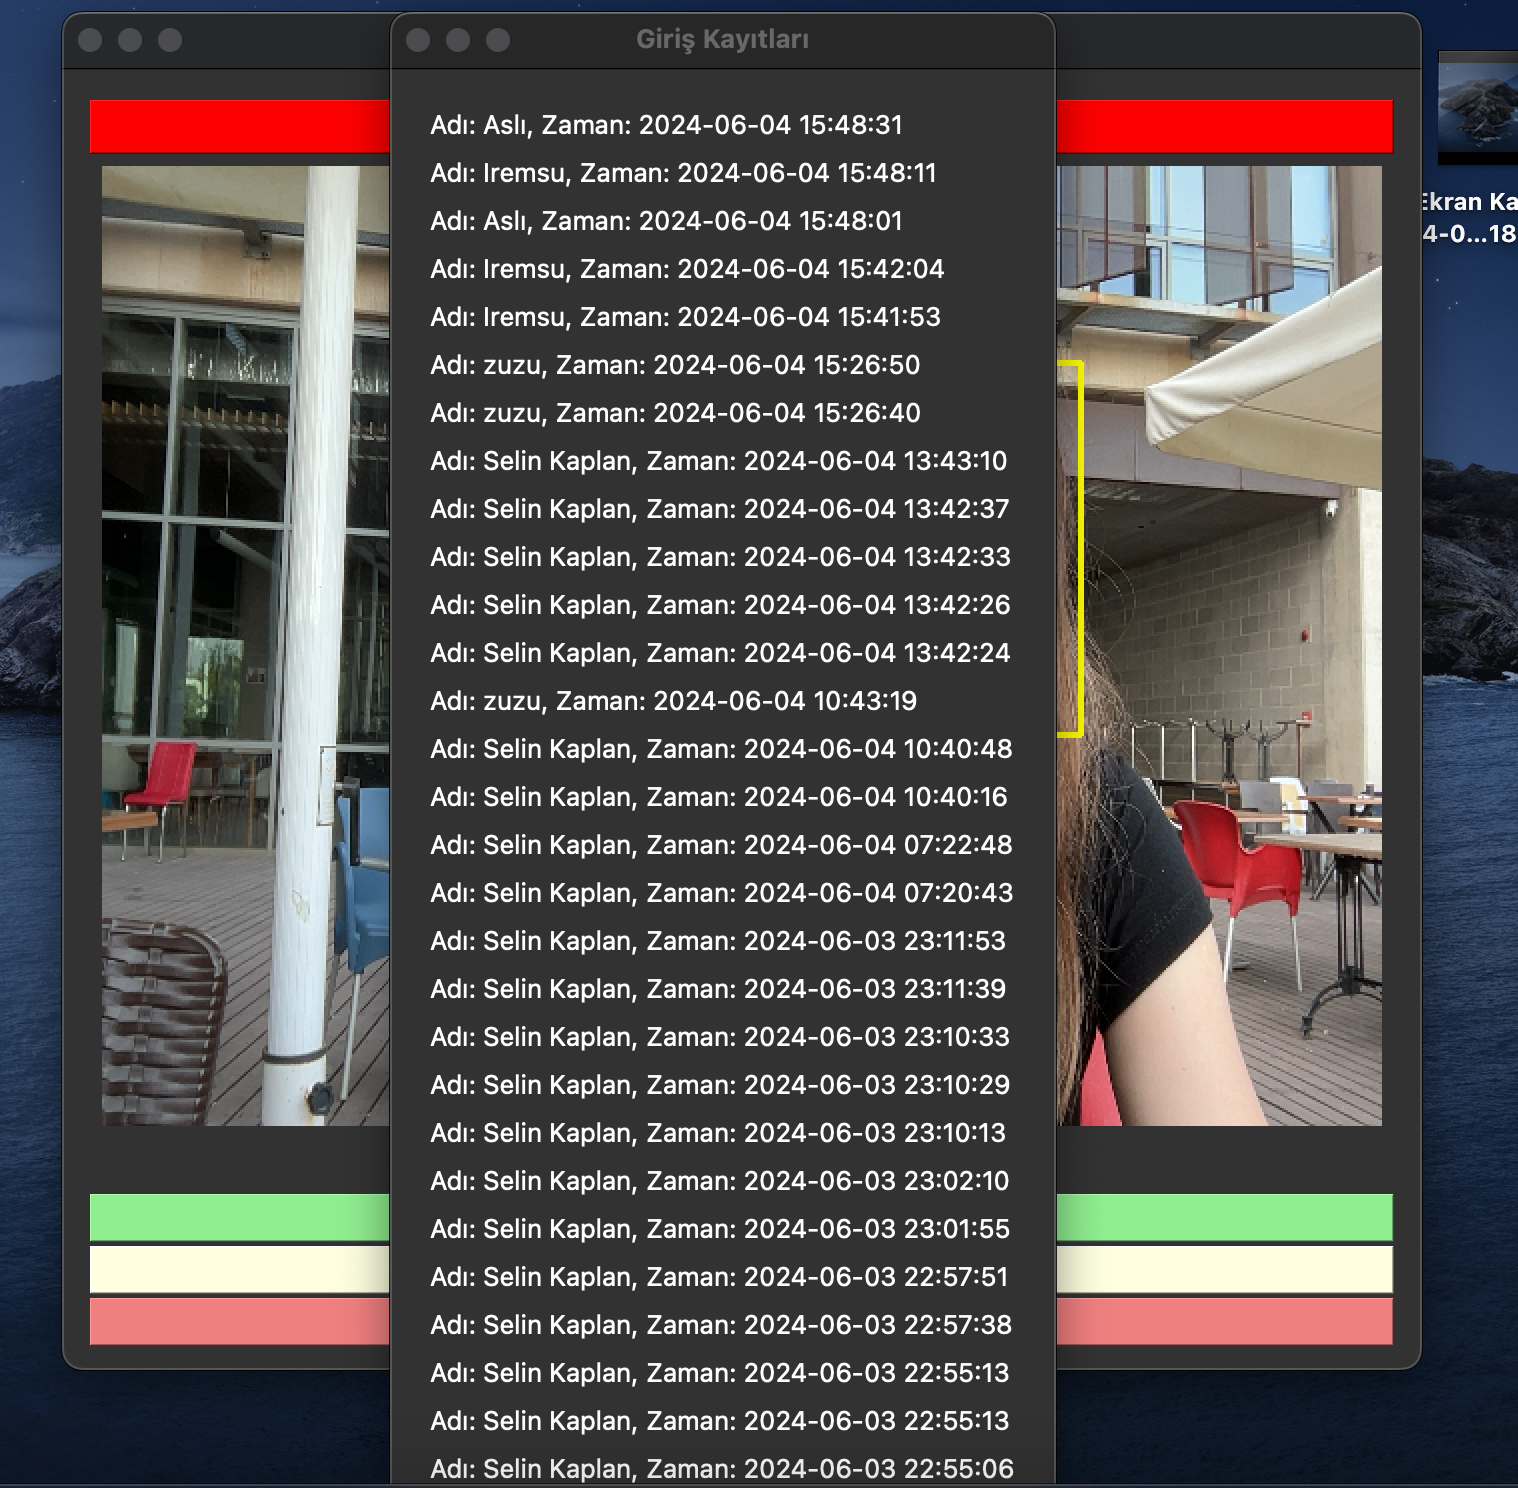 Giriş Kayıtları
Adı: Aslı, Zaman: 2024-06-04 15:48:31
Adı: Iremsu, Zaman: 2024-06-04 15:48:11
Adı: Aslı, Zaman: 2024-06-04 15:48:01
Adı: Iremsu, Zaman: 2024-06-04 15:42:04
Adı: Iremsu, Zaman: 2024-06-04 15:41:53
Adı: zuzu, Zaman: 2024-06-04 15:26:50
Adı: zuzu, Zaman: 2024-06-04 15:26:40
Adı: Selin Kaplan, Zaman: 2024-06-04 13:43:10
Adı: Selin Kaplan, Zaman: 2024-06-04 13:42:37
Adı: Selin Kaplan, Zaman: 2024-06-04 13:42:33
Adı: Selin Kaplan, Zaman: 2024-06-04 13:42:26
Adı: Selin Kaplan, Zaman: 2024-06-04 13:42:24
Adı: zuzu, Zaman: 2024-06-04 10:43:19
Adı: Selin Kaplan, Zaman: 2024-06-04 10:40:48
Adı: Selin Kaplan, Zaman: 2024-06-04 10:40:16
Adı: Selin Kaplan, Zaman: 2024-06-04 07:22:48
Adı: Selin Kaplan, Zaman: 2024-06-04 07:20:43
Adı: Selin Kaplan, Zaman: 2024-06-03 23:11:53
Adı: Selin Kaplan, Zaman: 2024-06-03 23:11:39
Adı: Selin Kaplan, Zaman: 2024-06-03 23:10:33
Adı: Selin Kaplan, Zaman: 2024-06-03 23:10:29
Adı: Selin Kaplan, Zaman: 2024-06-03 23:10:13
Adı: Selin Kaplan, Zaman: 2024-06-03 23:02:10
Adı: Selin Kaplan, Zaman: 2024-06-03 23:01:55
Adı: Selin Kaplan, Zaman: 2024-06-03 22:57:51
Adı: Selin Kaplan, Zaman: 2024-06-03 22:57:38
Adı: Selin Kaplan, Zaman: 2024-06-03 22:55:13
Adı: Selin Kaplan, Zaman: 2024-06-03 22:55:13
Adı: Selin Kaplan, Zaman: 2024-06-03 22:55:06
Ekran Ka
4-0...18